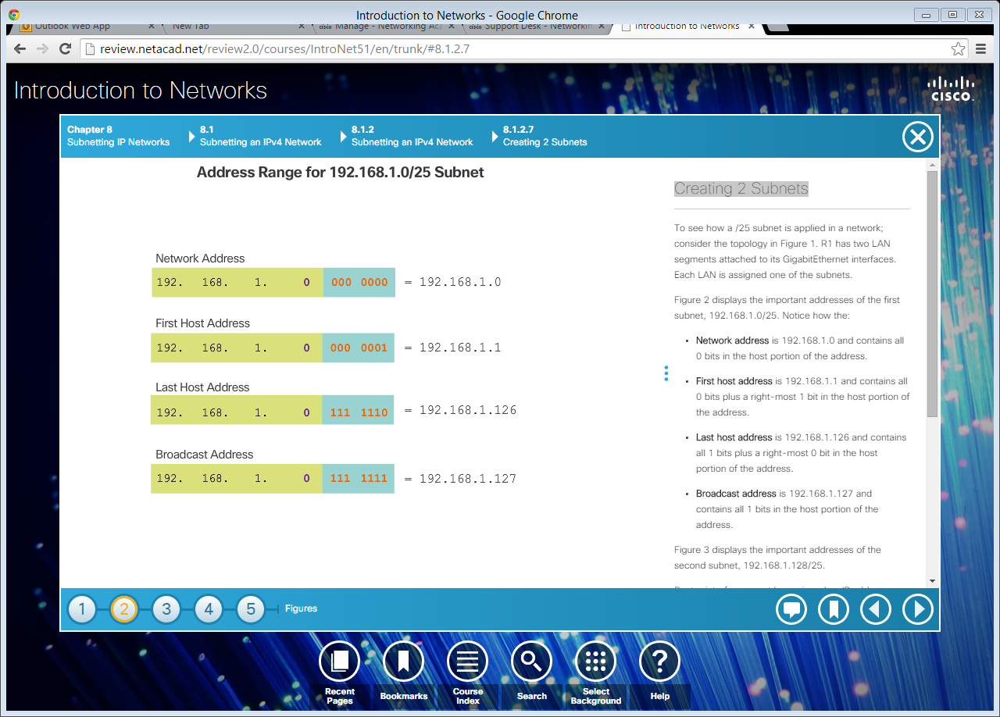 Introduction to Networks - Google Chrome
Outlook Web App
New Tab
Manage - Networking Aca
Support Desk - Networkin
Introduction to Networks
review.netacad.net/review2.0/courses/IntroNet51/en/trunk/#8.1.2.7
Introduction to Networks
CISCO.
Chapter 8
Subnetting IP Networks
8.1
Subnetting an IPv4 Network
8.1.2
Subnetting an IPv4 Network
8.1.2.7
Creating 2 Subnets
Address Range for 192.168.1.0/25 Subnet
Network Address
192. 168. 1. 0 000 0000 = 192.168.1.0
First Host Address
192. 168. 1. 0 000 0001 = 192.168.1.1
Last Host Address
192. 168. 1. 0 111 1110 = 192.168.1.126
Broadcast Address
192. 168. 1. 0 111 1111 = 192.168.1.127
Creating 2 Subnets
To see how a /25 subnet is applied in a network;
consider the topology in Figure 1. R1 has two LAN
segments attached to its GigabitEthernet interfaces.
Each LAN is assigned one of the subnets.
Figure 2 displays the important addresses of the first
subnet, 192.168.1.0/25. Notice how the:
• Network address is 192.168.1.0 and contains all
0 bits in the host portion of the address.
• First host address is 192.168.1.1 and contains all
0 bits plus a right-most 1 bit in the host portion of
the address.
• Last host address is 192.168.1.126 and contains
all 1 bits plus a right-most 0 bit in the host
portion of the address.
• Broadcast address is 192.168.1.127 and
contains all 1 bits in the host portion of the
address.
Figure 3 displays the important addresses of the
second subnet, 192.168.1.128/25.
1 2 3 4 5 Figures
Recent
Pages
Bookmarks
Course
Index
Search
Select
Background
?
Help